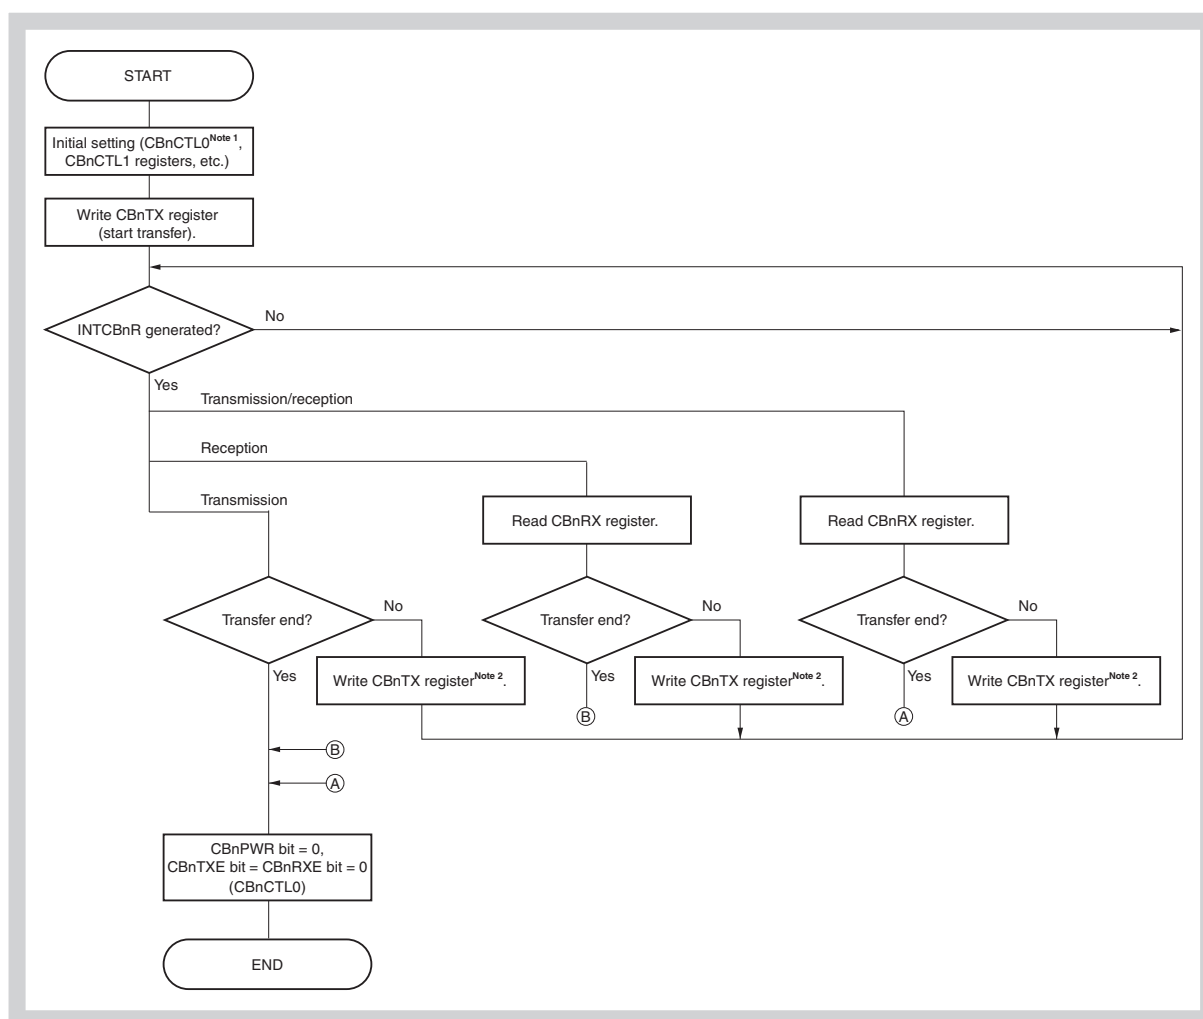 START
Initial setting (CBnCTL0Note 1,
CBnCTL1 registers, etc.)
Write CBnTX register
(start transfer).
INTCBnR generated?
No
Yes
Transmission/reception
Reception
Transmission
Read CBnRX register.
Read CBnRX register.
Transfer end?
No
Transfer end?
No
Transfer end?
No
Yes
Write CBnTX registerNote 2.
Yes
Write CBnTX registerNote 2.
Yes
Write CBnTX registerNote 2.
B
A
B
A
CBnPWR bit = 0,
CBnTXE bit = CBnRXE bit = 0
(CBnCTL0)
END